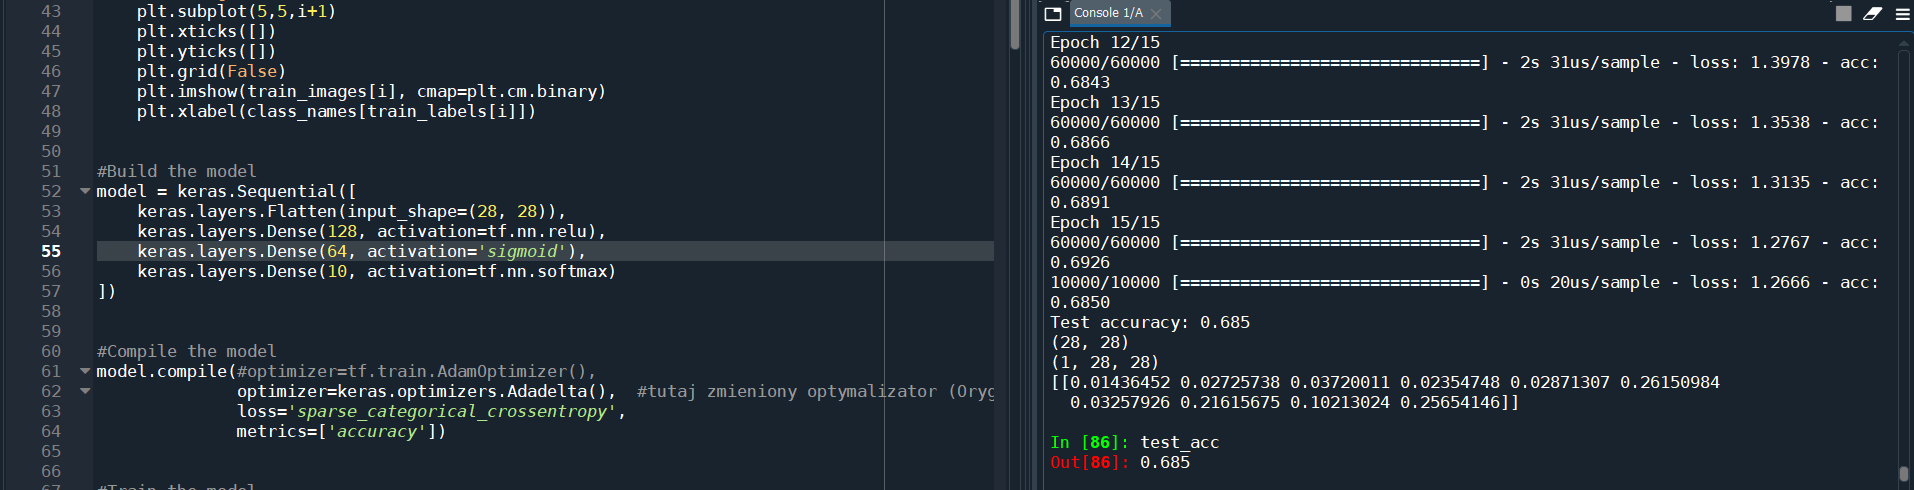 43 plt.subplot(5,5,i+1)
44 plt.xticks([])
45 plt.yticks([])
46 plt.grid(False)
47 plt.imshow(train_images[i], cmap=plt.cm.binary)
48 plt.xlabel(class_names[train_labels[i]])
49
50
51 #Build the model
52 model = keras.Sequential([
53 keras.layers.Flatten(input_shape=(28, 28)),
54 keras.layers.Dense(128, activation=tf.nn.relu),
55 keras.layers.Dense(64, activation='sigmoid'),
56 keras.layers.Dense(10, activation=tf.nn.softmax)
57 ])
58
59
60 #Compile the model
61 model.compile(#optimizer=tf.train.AdamOptimizer(),
62 optimizer=keras.optimizers.Adadelta(), #tutaj zmieniony optymalizator (Oryg
63 loss='sparse_categorical_crossentropy',
64 metrics=['accuracy'])
65
66
67 #Train the model
Console 1/A
Epoch 12/15
60000/60000 [==============================] - 2s 31us/sample - loss: 1.3978 - acc:
0.6843
Epoch 13/15
60000/60000 [==============================] - 2s 31us/sample - loss: 1.3538 - acc:
0.6866
Epoch 14/15
60000/60000 [==============================] - 2s 31us/sample - loss: 1.3135 - acc:
0.6891
Epoch 15/15
60000/60000 [==============================] - 2s 31us/sample - loss: 1.2767 - acc:
0.6926
10000/10000 [==============================] - 0s 20us/sample - loss: 1.2666 - acc:
0.6850
Test accuracy: 0.685
(28, 28)
(1, 28, 28)
[[0.01436452 0.02725738 0.03720011 0.02354748 0.02871307 0.26150984
0.03257926 0.21615675 0.10213024 0.25654146]]
In [86]: test_acc
Out[86]: 0.685